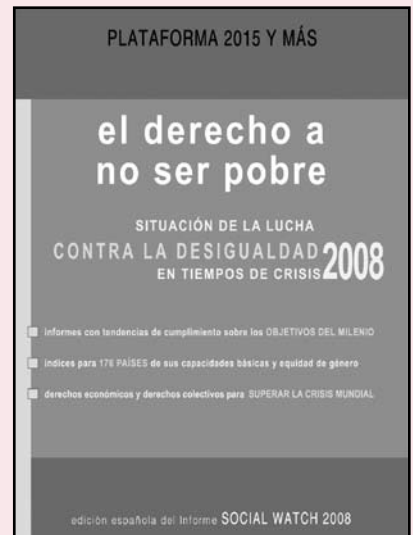 PLATAFORMA 2015 Y MÁS
el derecho a
no ser pobre
SITUACIÓN DE LA LUCHA
CONTRA LA DESIGUALDAD 2008
EN TIEMPOS DE CRISIS
informes con tendencias de cumplimiento sobre los OBJETIVOS DEL MILENIO
índices para 176 PAÍSES de sus capacidades básicas y equidad de género
derechos económicos y derechos colectivos para SUPERAR LA CRISIS MUNDIAL
edición española del Informe SOCIAL WATCH 2008